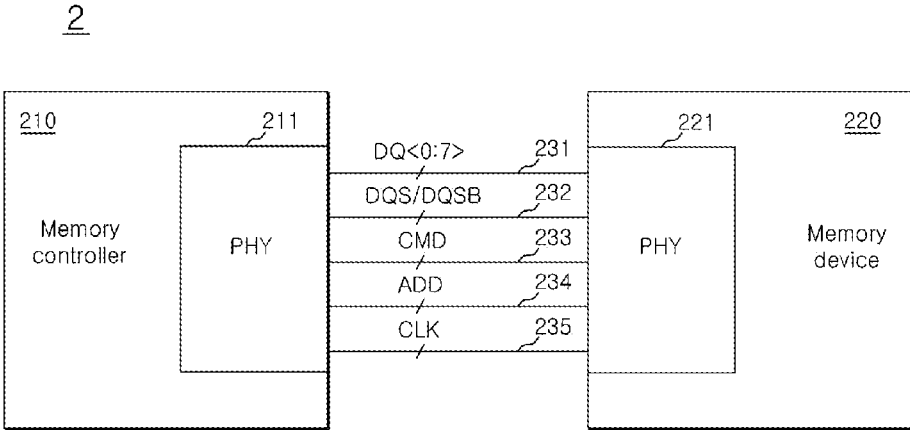 2
210
211
Memory
controller
PHY
DQ<0:7>
231
DQS/DQSB
232
CMD
233
ADD
234
CLK
235
221
220
PHY
Memory
device